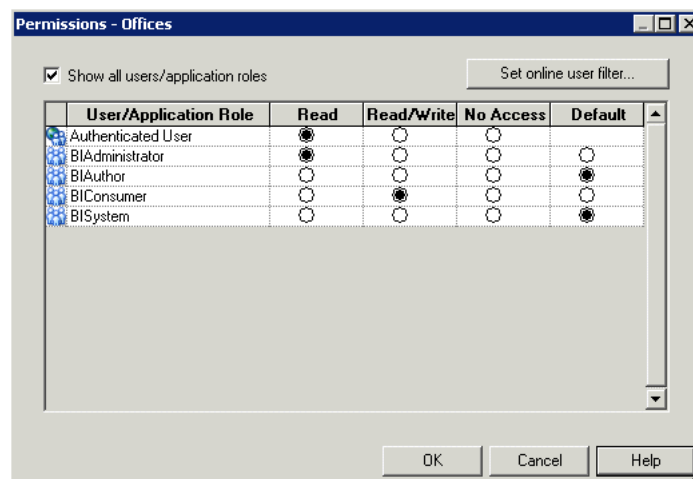 Permissions - Offices
Show all users/application roles
Set online user filter...
User/Application Role Read Read/Write No Access Default
Authenticated User
BIAdministrator
BIAuthor
BIConsumer
BISystem
OK Cancel Help